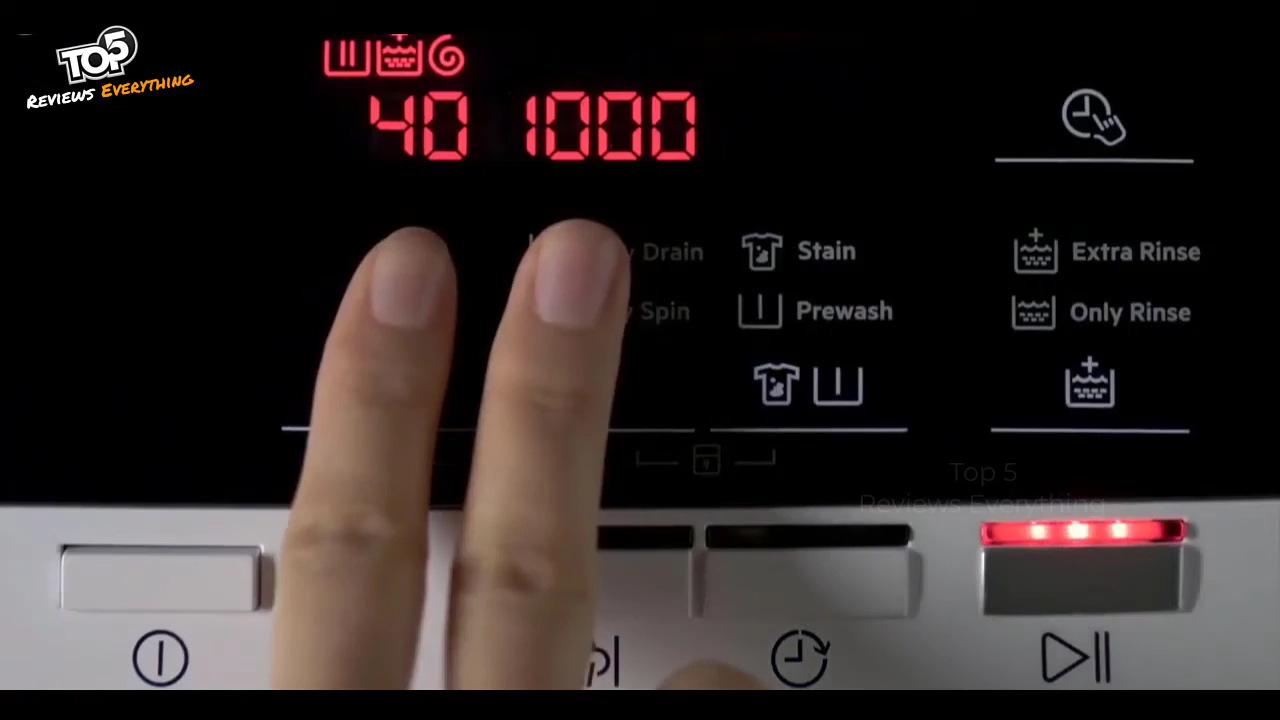 TOP5
REVIEWS EVERYTHING
40 1000
Drain
Stain
Extra Rinse
Spin
Prewash
Only Rinse
Top 5
Reviews Everything